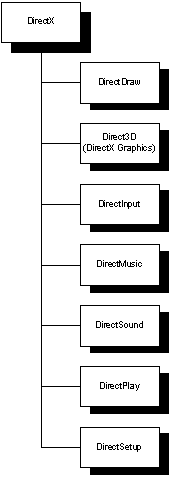 DirectX
DirectDraw
Direct3D
(DirectX Graphics)
DirectInput
DirectMusic
DirectSound
DirectPlay
DirectSetup